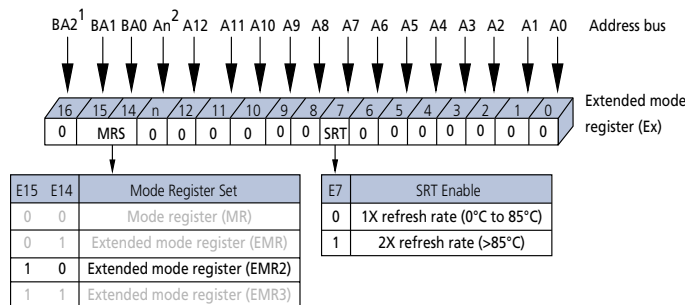 BA2¹ BA1 BA0 An² A12 A11 A10 A9 A8 A7 A6 A5 A4 A3 A2 A1 A0 Address bus
16 15 14 n 12 11 10 9 8 7 6 5 4 3 2 1 0 Extended mode
0 MRS 0 0 0 0 0 0 SRT 0 0 0 0 0 0 0 register (Ex)
E15 E14 Mode Register Set
0 0 Mode register (MR)
0 1 Extended mode register (EMR)
1 0 Extended mode register (EMR2)
1 1 Extended mode register (EMR3)
E7 SRT Enable
0 1X refresh rate (0°C to 85°C)
1 2X refresh rate (>85°C)